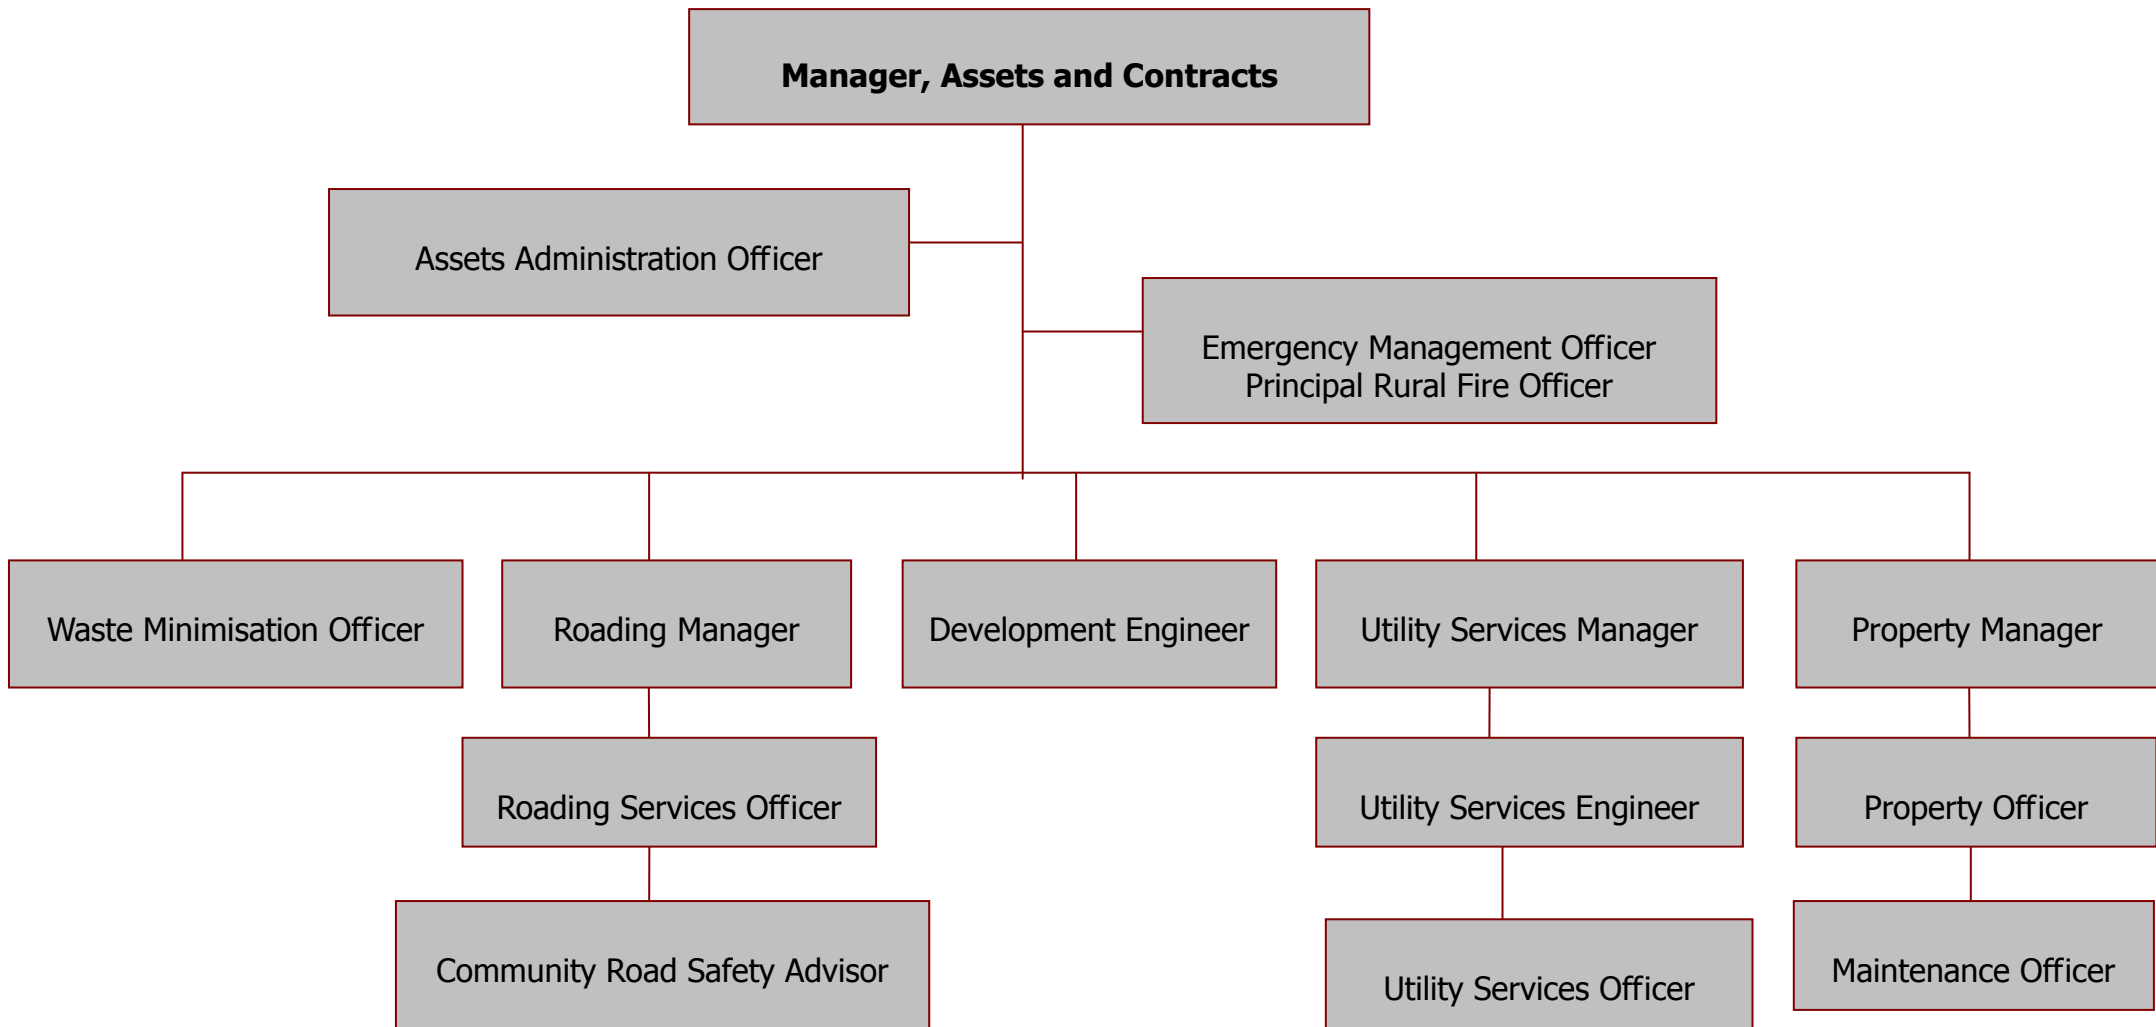 Manager, Assets and Contracts
Assets Administration Officer
Emergency Management Officer
Principal Rural Fire Officer
Waste Minimisation Officer
Roading Manager
Development Engineer
Utility Services Manager
Property Manager
Roading Services Officer
Utility Services Engineer
Property Officer
Community Road Safety Advisor
Utility Services Officer
Maintenance Officer